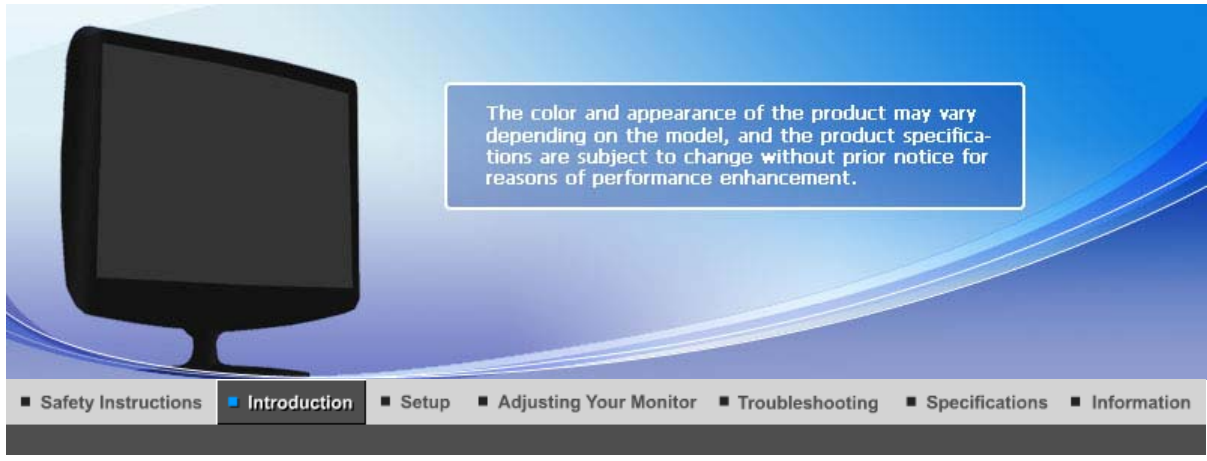 The color and appearance of the product may vary
depending on the model, and the product specifica-
tions are subject to change without prior notice for
reasons of performance enhancement.
Safety Instructions Introduction Setup Adjusting Your Monitor Troubleshooting Specifications Information